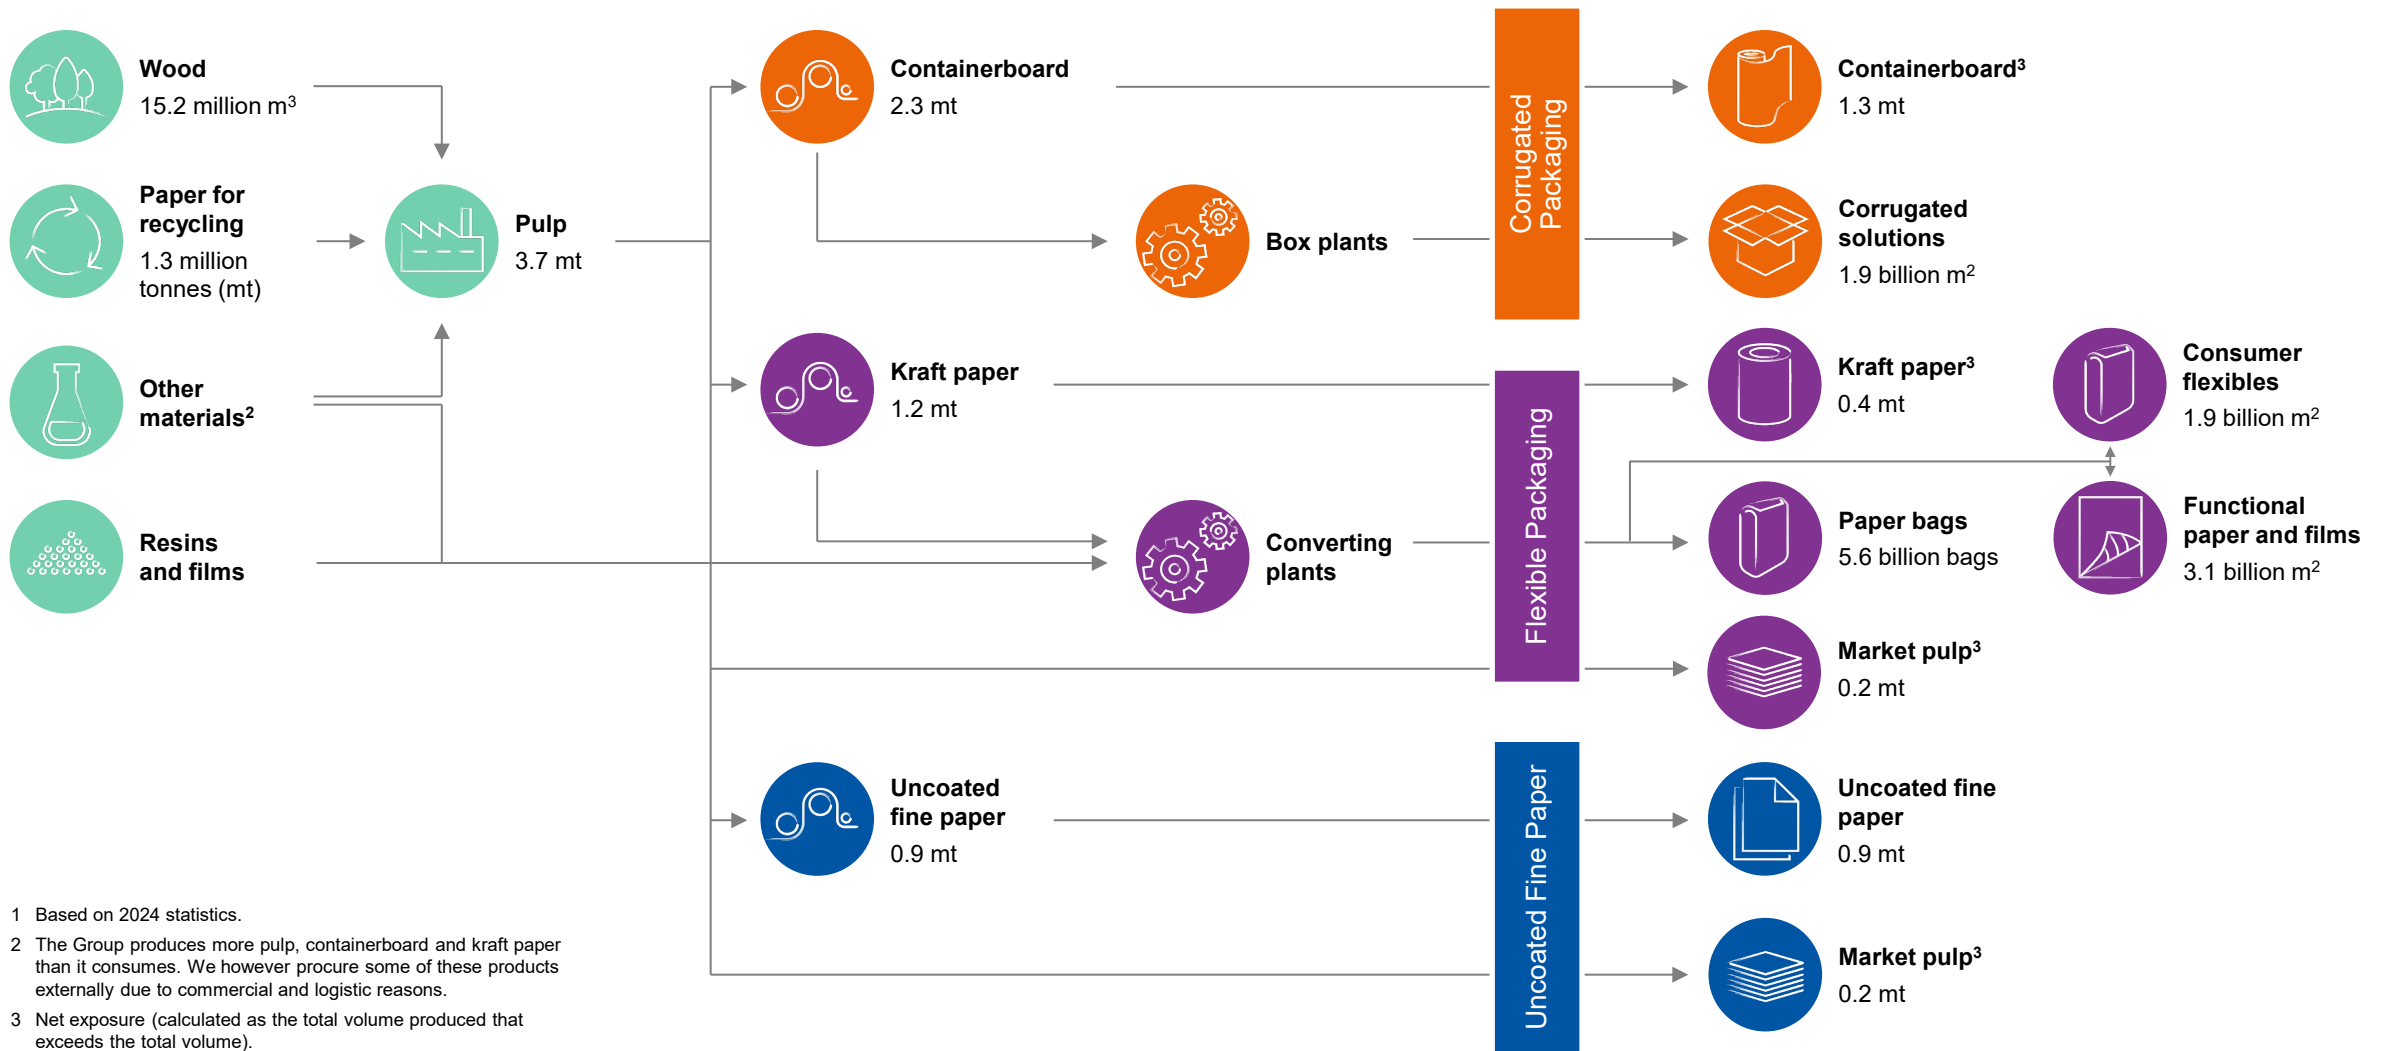 Wood
15.2 million m³
Paper for
recycling
1.3 million
tonnes (mt)
Other
materials²
Resins
and films
Pulp
3.7 mt
Containerboard
2.3 mt
Box plants
Kraft paper
1.2 mt
Converting
plants
Uncoated
fine paper
0.9 mt
Corrugated
Packaging
Flexible Packaging
Uncoated Fine Paper
Containerboard³
1.3 mt
Corrugated
solutions
1.9 billion m²
Kraft paper³
0.4 mt
Consumer
flexibles
1.9 billion m²
Paper bags
5.6 billion bags
Functional
paper and films
3.1 billion m²
Market pulp³
0.2 mt
Uncoated fine
paper
0.9 mt
Market pulp³
0.2 mt
1 Based on 2024 statistics.
2 The Group produces more pulp, containerboard and kraft paper
than it consumes. We however procure some of these products
externally due to commercial and logistic reasons.
3 Net exposure (calculated as the total volume produced that
exceeds the total volume).